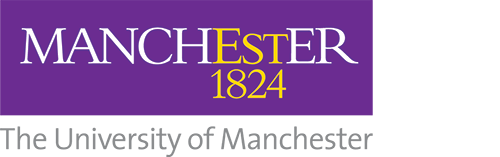 MANCHESTER
1824
The University of Manchester